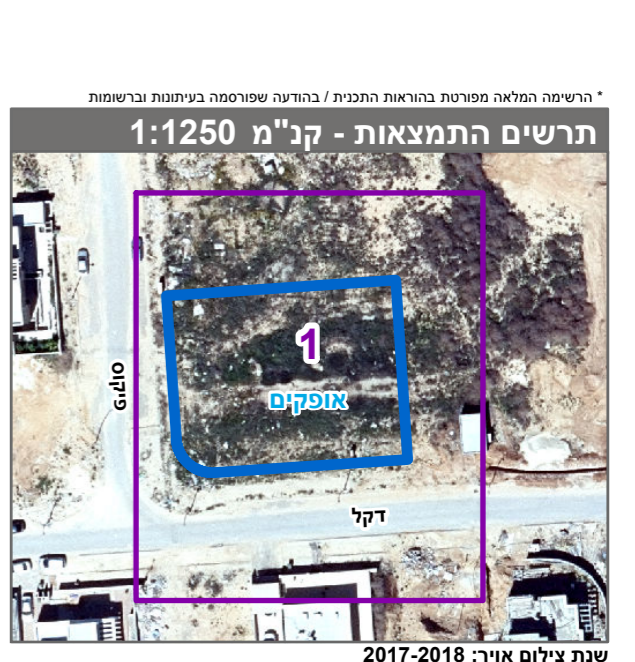 * הרשימה המלאה מפורטת בהוראות התכנית / בהודעה שפורסמה בעיתונות וברשומות
תרשים התמצאות - קנ"מ 1:1250
1
פיקוס
אופקים
דקל
שנת צילום אויר: 2017-2018